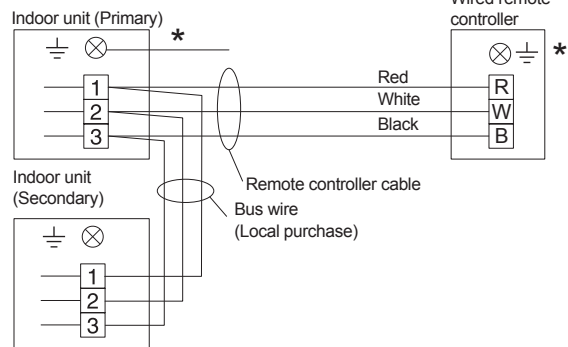 Wired remote
controller
Indoor unit (Primary)
*
*
Red
White
Black
1
2
3
R
W
B
Remote controller cable
Bus wire
(Local purchase)
Indoor unit
(Secondary)
1
2
3